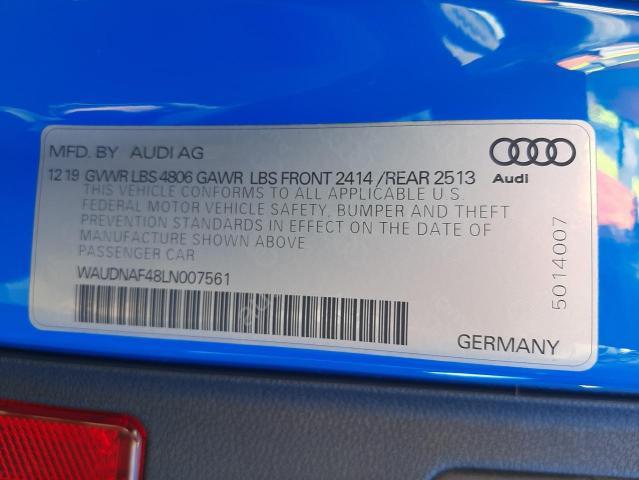 MFD. BY AUDI AG
12 19 GVWR LBS 4806 GAWR LBS FRONT 2414 / REAR 2513
THIS VEHICLE CONFORMS TO ALL APPLICABLE U.S.
FEDERAL MOTOR VEHICLE SAFETY, BUMPER AND THEFT
PREVENTION STANDARDS IN EFFECT ON THE DATE OF
MANUFACTURE SHOWN ABOVE
PASSENGER CAR
WAUDNAF48LN007561
Audi
5014007
GERMANY